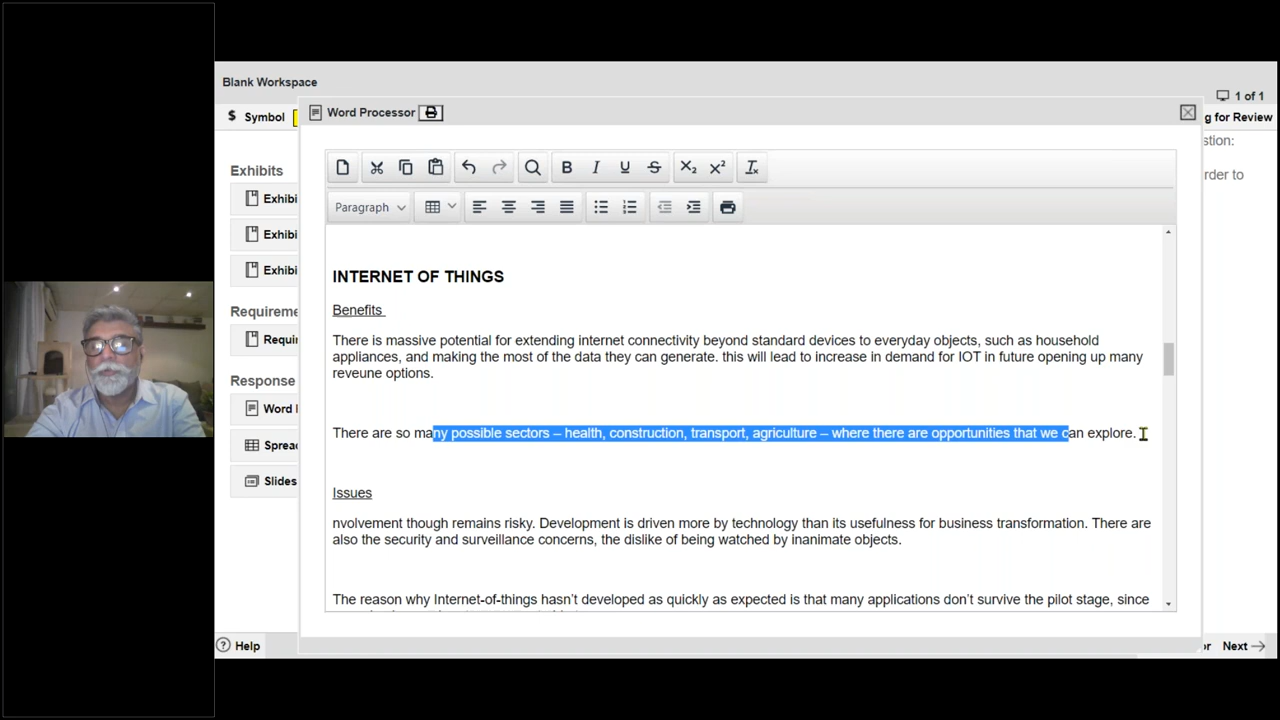 Blank Workspace
1 of 1
$ Symbol
Word Processor
g for Review
stion:
rder to
Exhibits
Exhibi
Exhibi
Exhibi
Requireme
Requir
Response
Word
Sprea
Slides
B I U S X₂ X² Ix
Paragraph
INTERNET OF THINGS
Benefits
There is massive potential for extending internet connectivity beyond standard devices to everyday objects, such as household
appliances, and making the most of the data they can generate. this will lead to increase in demand for IOT in future opening up many
reveune options.
There are so many possible sectors – health, construction, transport, agriculture – where there are opportunities that we can explore.
Issues
nvolvement though remains risky. Development is driven more by technology than its usefulness for business transformation. There are
also the security and surveillance concerns, the dislike of being watched by inanimate objects.
The reason why Internet-of-things hasn't developed as quickly as expected is that many applications don't survive the pilot stage, since
? Help
or Next